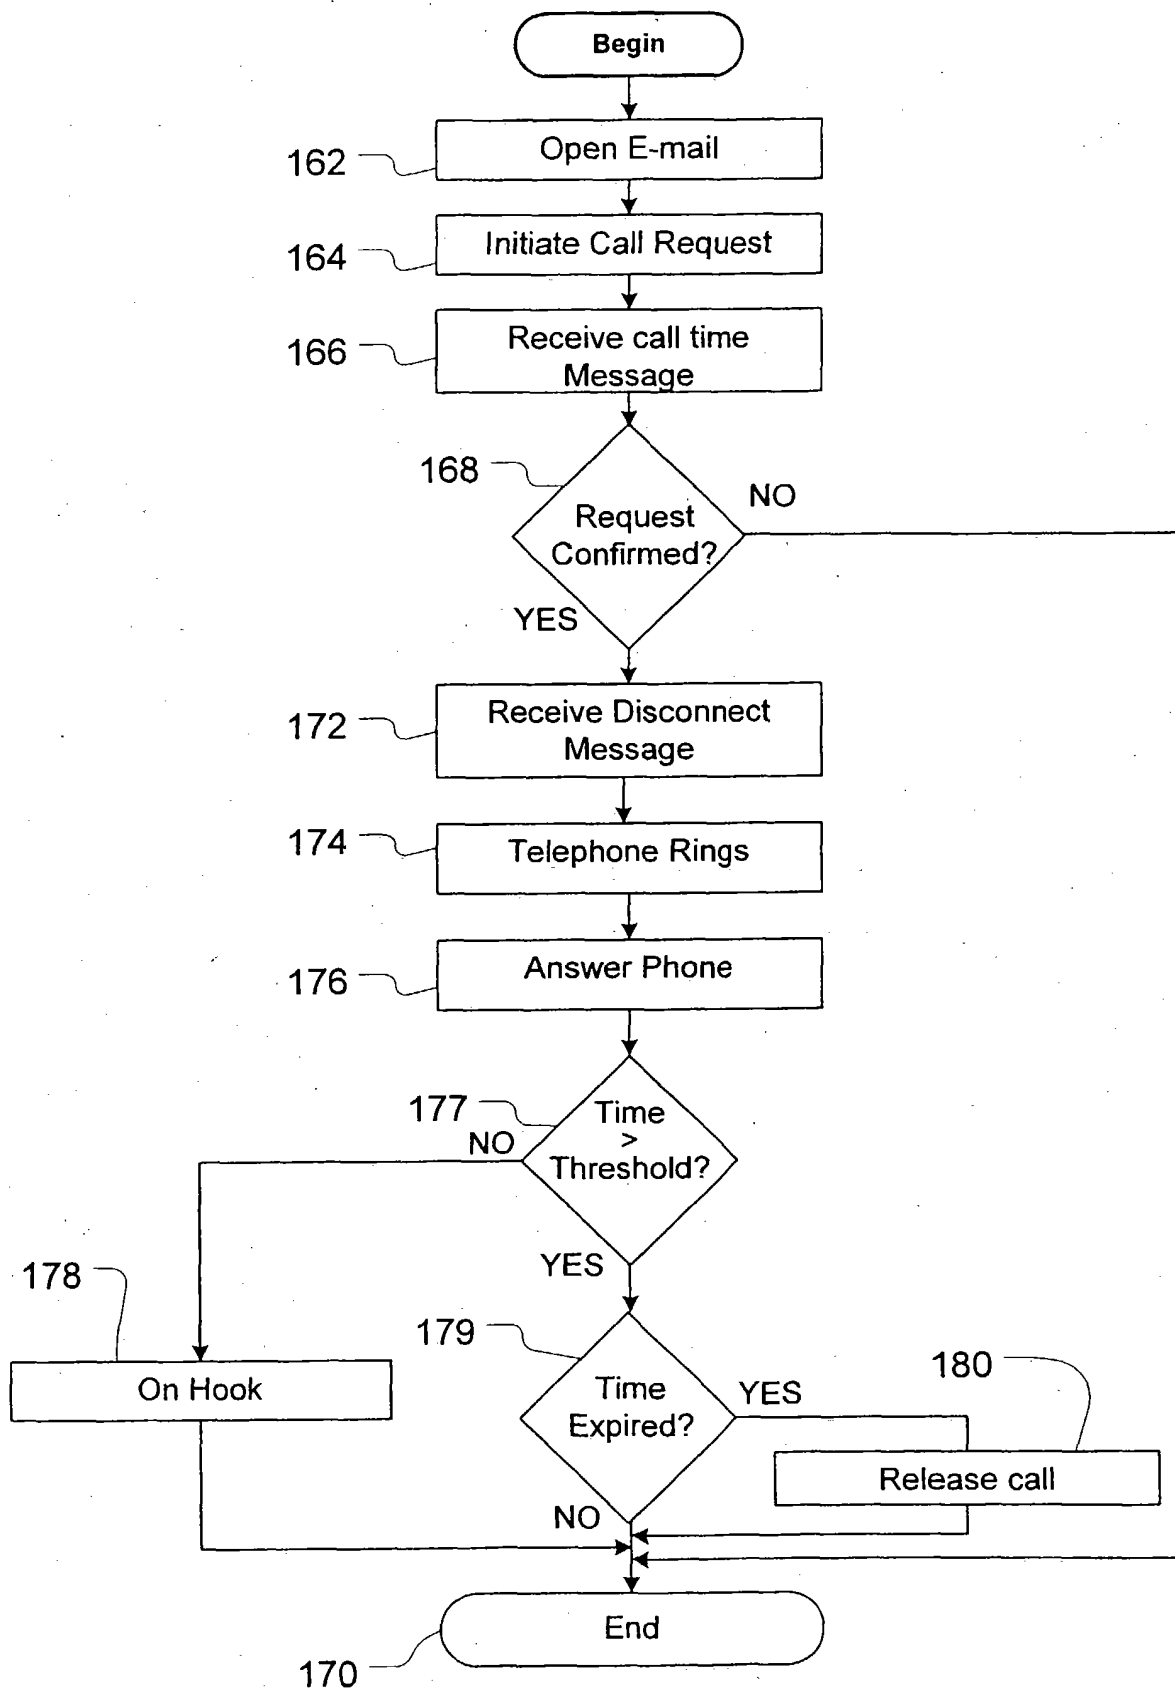 Begin
Open E-mail
162
Initiate Call Request
164
Receive call time
Message
166
168
NO
Request
Confirmed?
YES
Receive Disconnect
Message
172
Telephone Rings
174
Answer Phone
176
177
Time
>
Threshold?
NO
YES
178
179
180
On Hook
Time
Expired?
YES
Release call
NO
End
170